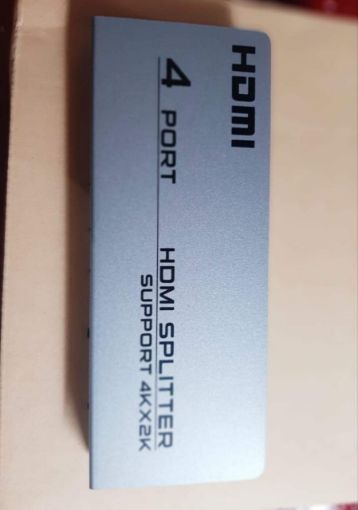 HDMI
4 PORT HDMI SPLITTER
SUPPORT 4KX2K